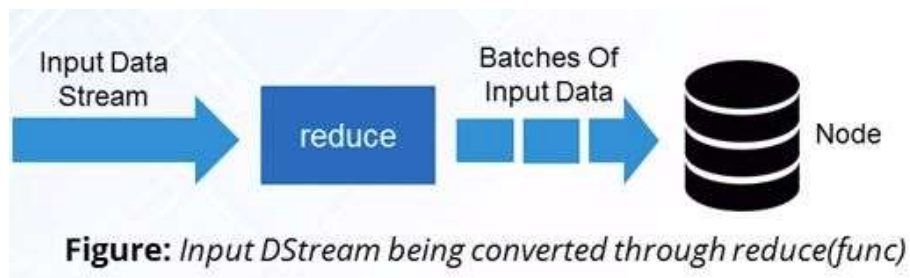 Input Data
Stream
reduce
Batches Of
Input Data
Node
Figure: Input DStream being converted through reduce(func)